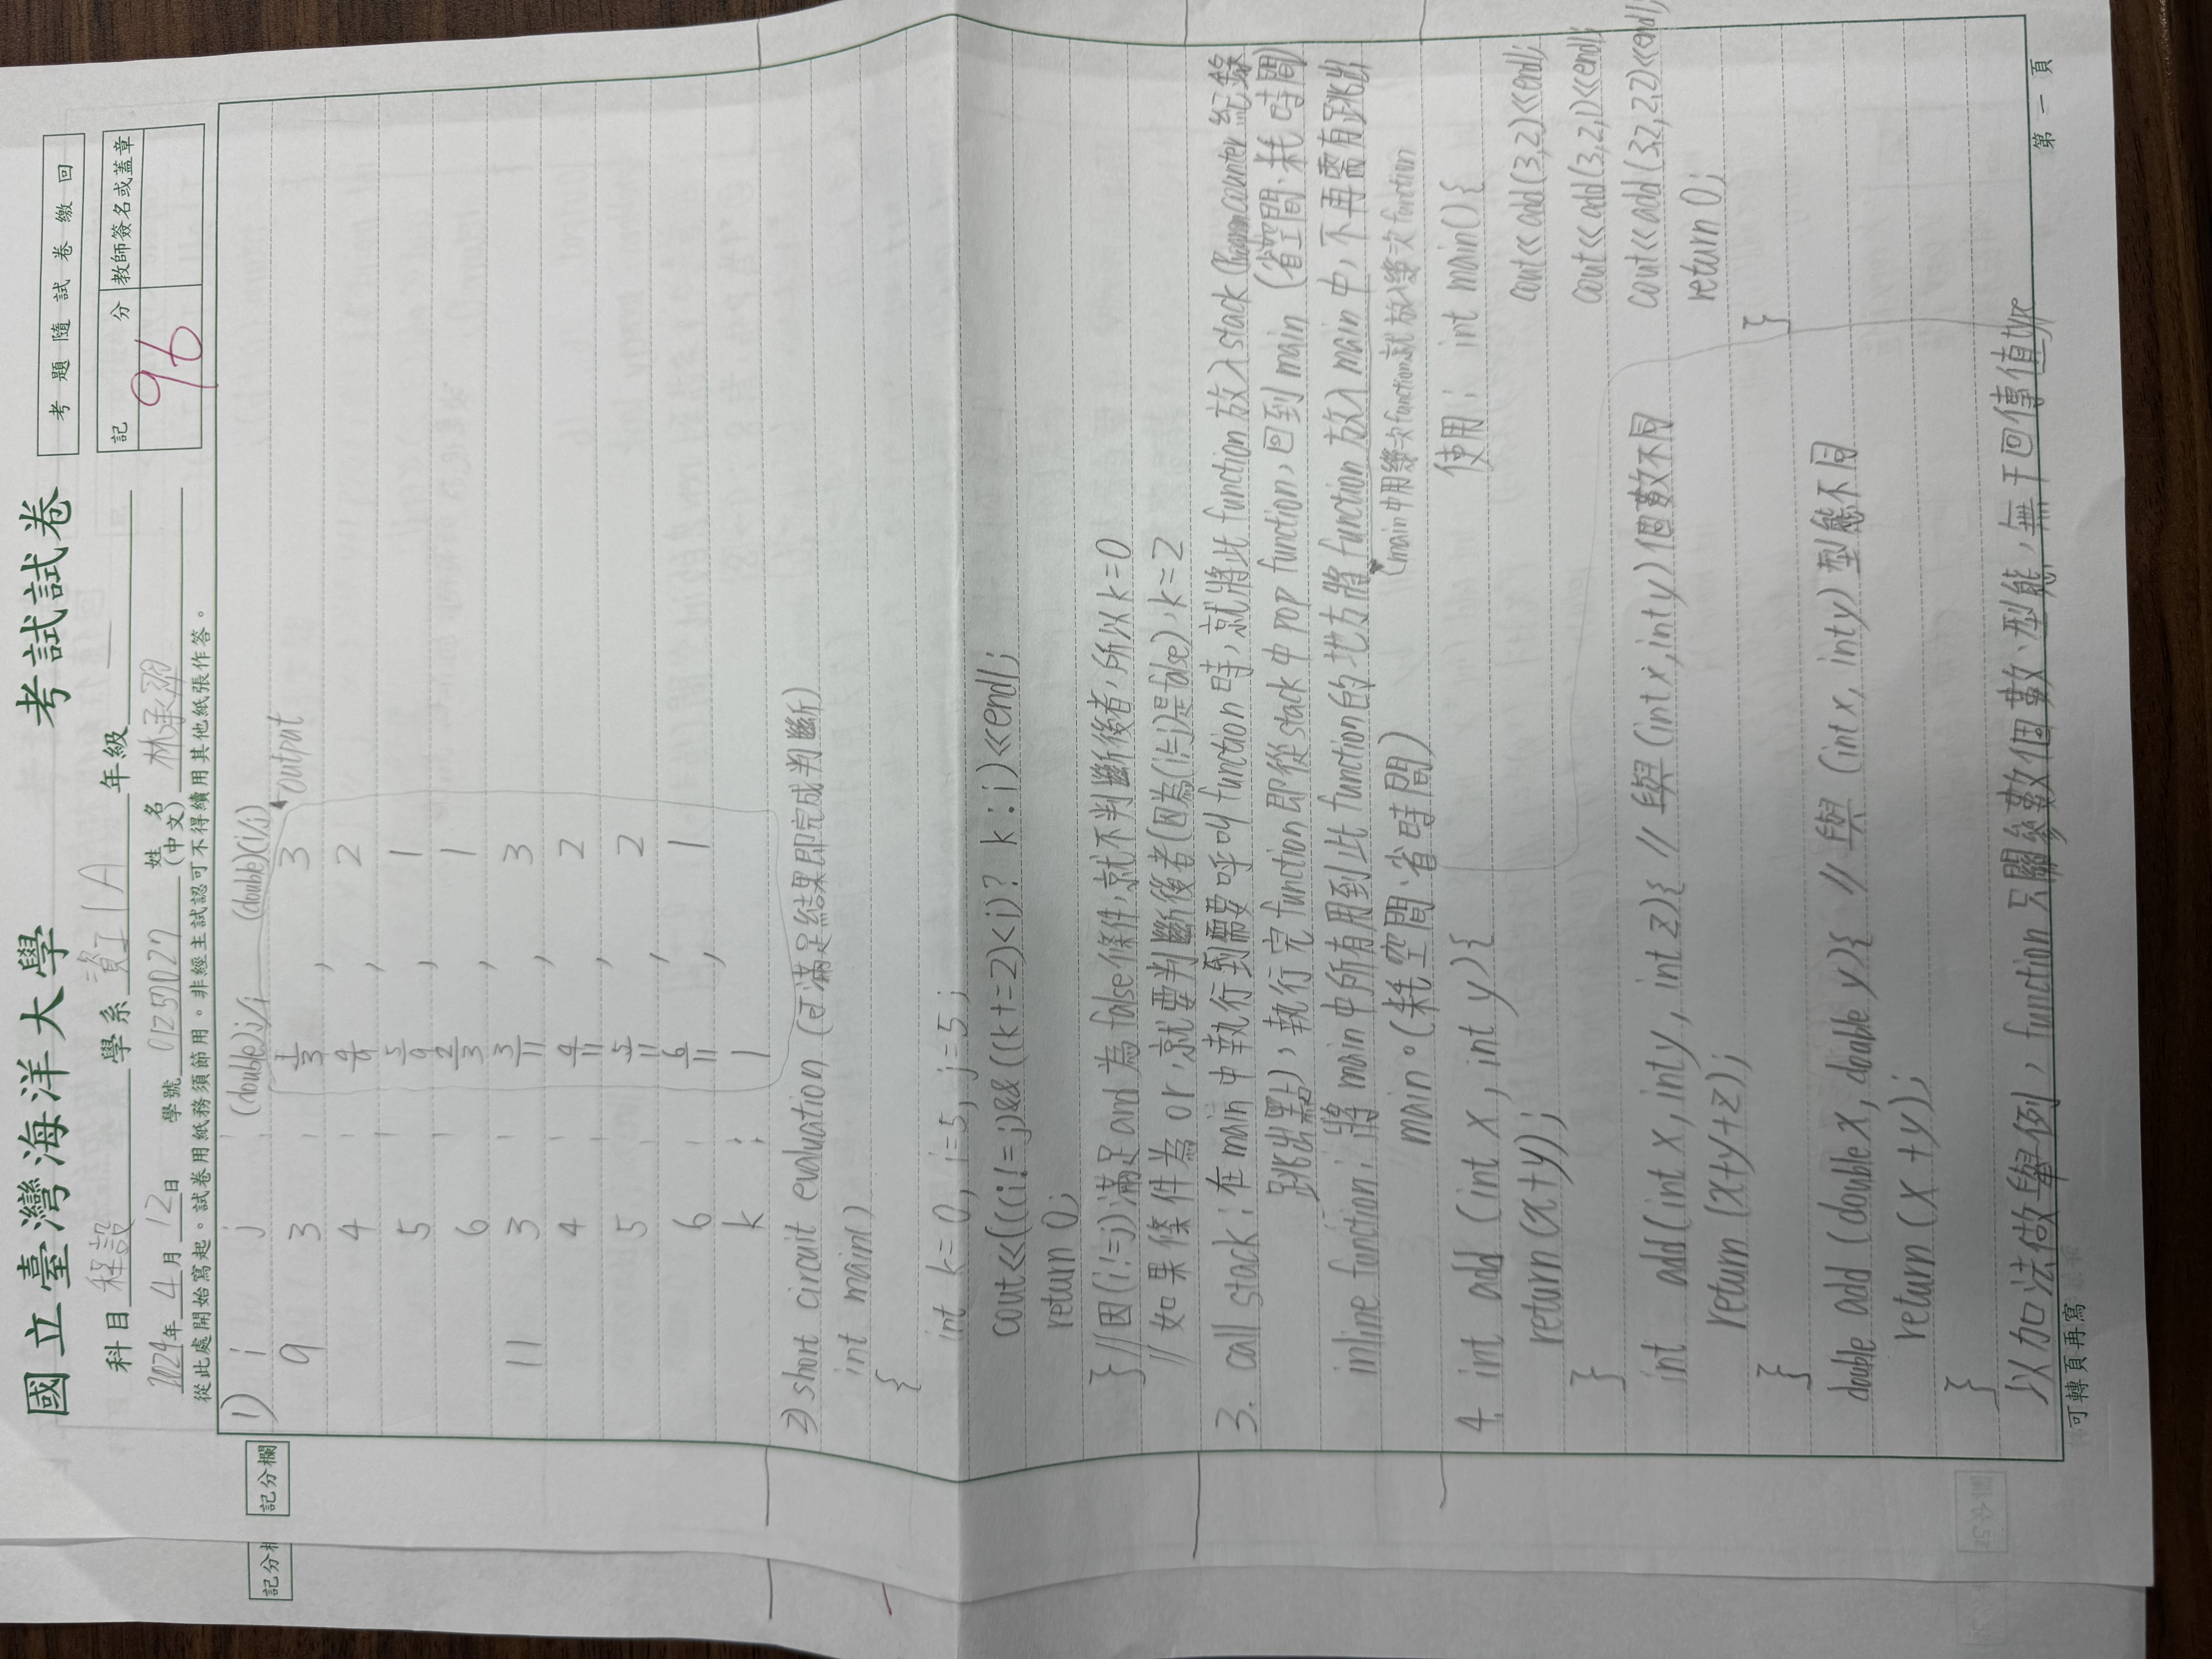 國立臺灣海洋大學 考試試卷
考題隨試卷繳回
科目 程設 學系 資工1A 年級 一
記分 教師簽名或蓋章
96
2024年 4月 12日 學號 01257027 姓名(中文) 林承羿
從此處開始寫起。試卷用紙務須節用。非經主試認可不得續用其他紙張作答。
記分欄
1) i j : (double)j/i (double)(i/j)
9 3 : 1/3 , 3 output
4 : 4/9 , 2
5 : 5/9 , 1
6 : 2/3 , 1
11 3 : 3/11 , 3
4 : 4/11 , 2
5 : 5/11 , 2
6 : 6/11 , 1
k : 1
2) short circuit evaluation (可滿足結果即完成判斷)
int main()
{
int k=0, i=5, j=5;
cout<<(((i!=j)&&((k+=2)<i)? k:i)<<endl;
return 0;
} //因(i!=j)滿足and為false條件,就不判斷後者,所以k=0
//如果條件為or,就要判斷後者(因為(i!=j)是false),k=2
3. call stack: 在main中執行到需要呼叫function時,就將此function放入stack (Program counter紀錄
跳出點),執行完function即從stack中pop function,回到main (省空間·耗時間)
inline function: 將main中所有用到此function的地方將function放入main中,不再需有跳出
main。(耗空間·省時間)
(main中用幾次function就放入幾次function
4. int add (int x, int y){
return (x+y);
}
int add(int x, int y, int z){ // 與(int x, int y)個數不同
return (x+y+z);
}
double add (double x, double y){ // 與 (int x, int y) 型態不同
return (x+y);
}
使用: int main(){
cout<< add(3,2)<<endl;
cout<< add(3,2,1)<<endl;
cout<< add(3.2,2.2)<<endl;
return 0;
}
以加法做舉例,function只關參數個數、型態,無干回傳值type
第一頁
可轉頁再寫